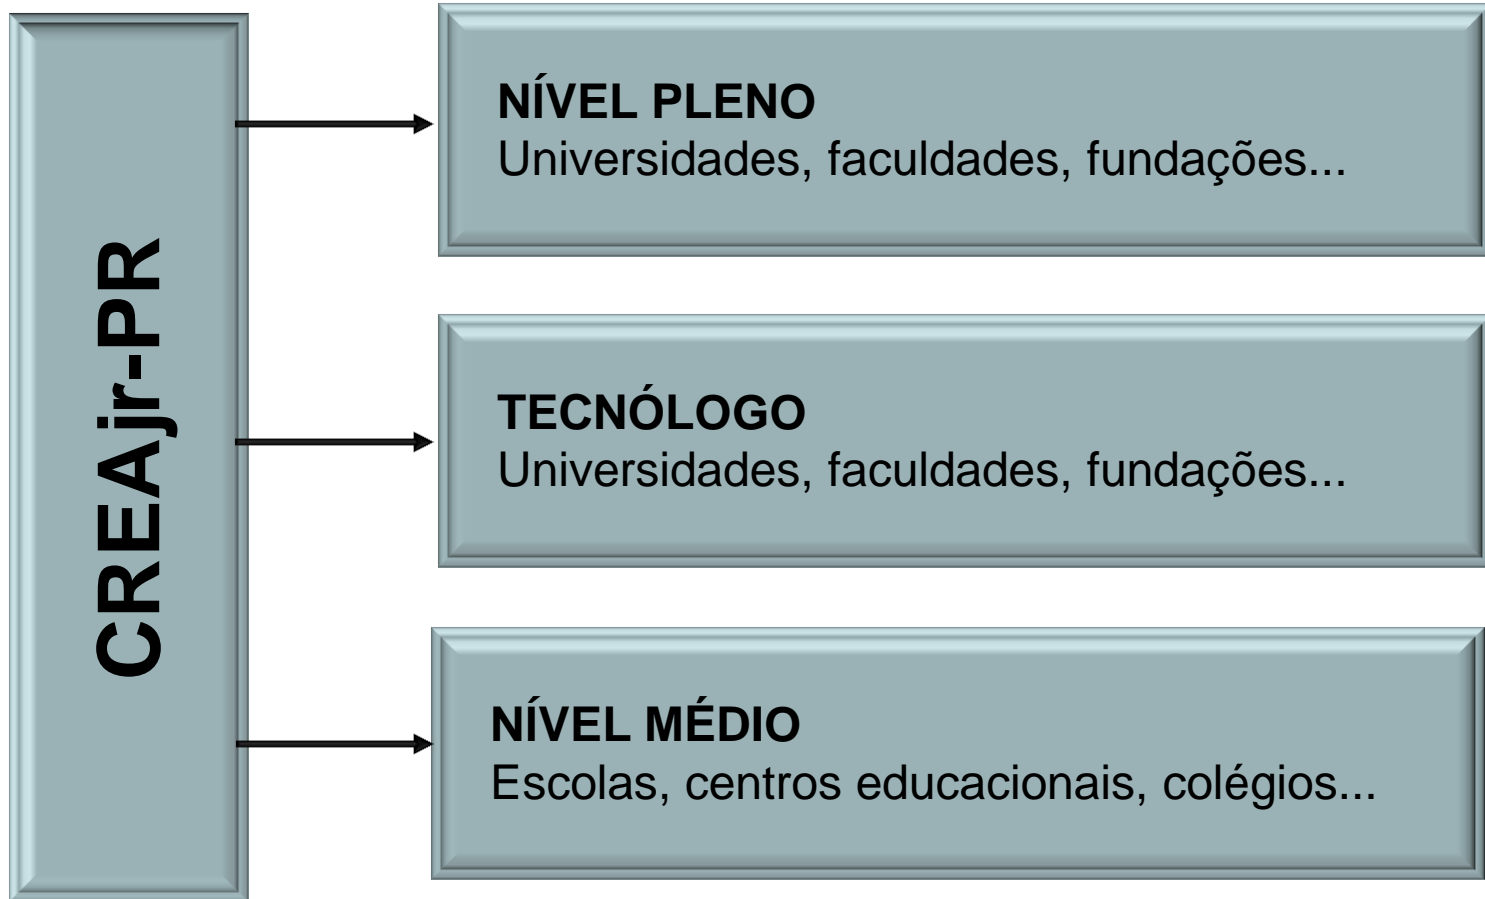 CREAjr-PR
NÍVEL PLENO
Universidades, faculdades, fundações...
TECNÓLOGO
Universidades, faculdades, fundações...
NÍVEL MÉDIO
Escolas, centros educacionais, colégios...